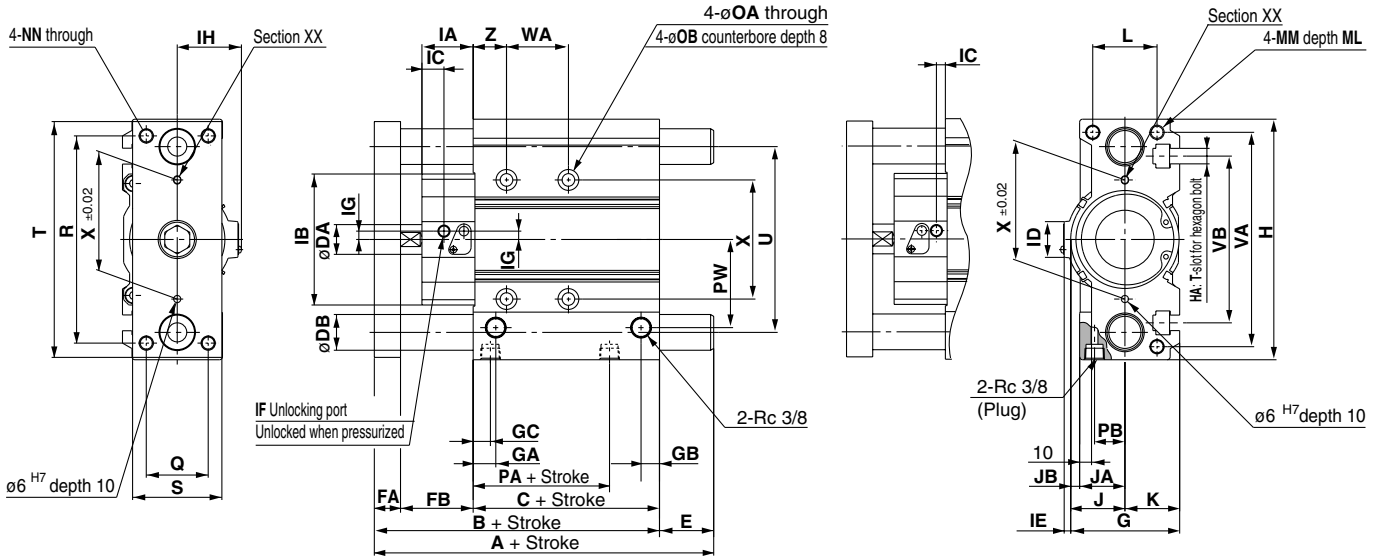 4-NN through
IH
Section XX
T
R
X ±0.02
Q
S
ø6 H7 depth 10
4-øOA through
4-øOB counterbore depth 8
IA
Z
WA
IC
IG
IB
øDA
IG
PW
X
U
øDB
IF Unlocking port
Unlocked when pressurized
2-Rc 3/8
GC
GA
GB
PA + Stroke
FA
FB
C + Stroke
B + Stroke
E
A + Stroke
IC
Section XX
L
4-MM depth ML
X ±0.02
ID
HA: T-slot for hexagon bolt
VB
VA
H
2-Rc 3/8
(Plug)
ø6 H7 depth 10
PB
10
JB
JA
J
K
IE
G